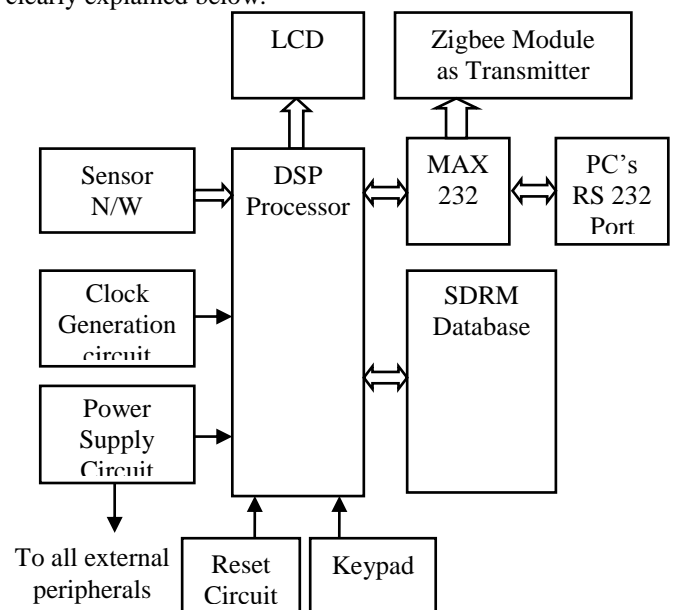 clearly explained below.
LCD
Zigbee Module
as Transmitter
Sensor
N/W
DSP
Processor
MAX
232
PC's
RS 232
Port
Clock
Generation
circuit
SDRM
Database
Power
Supply
Circuit
To all external
peripherals
Reset
Circuit
Keypad